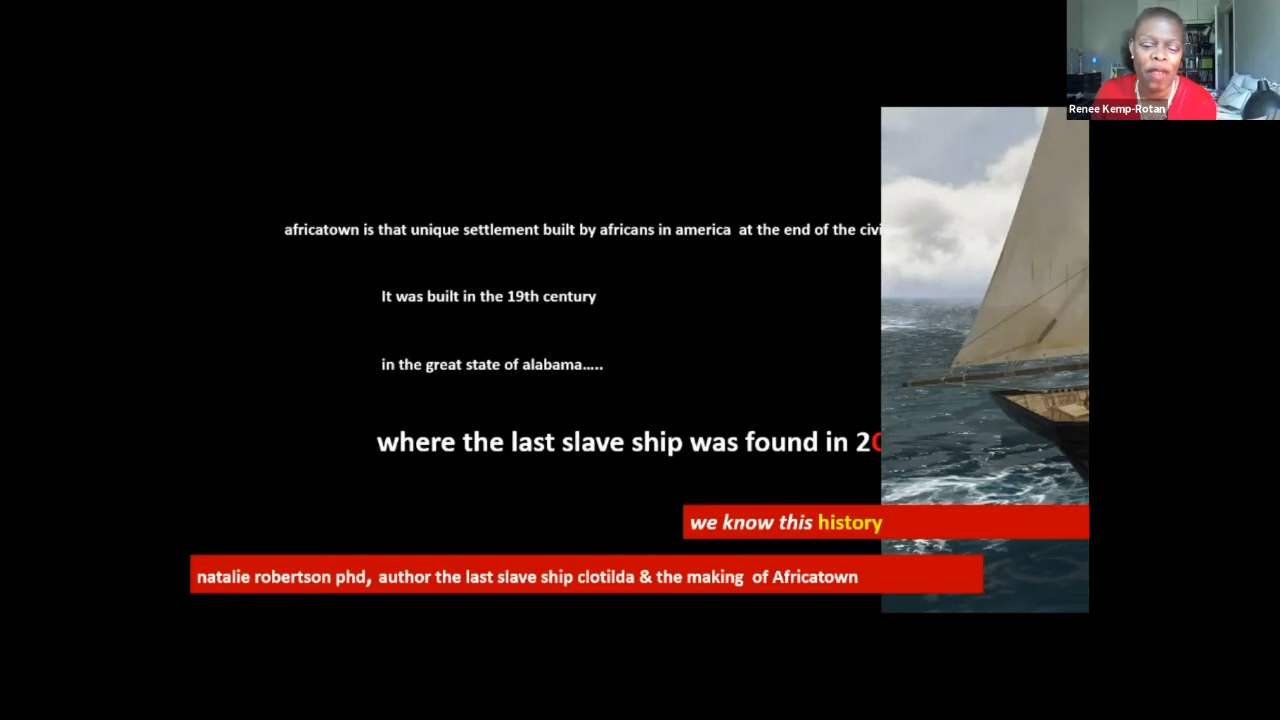 Renee Kemp-Rotan
africatown is that unique settlement built by africans in america at the end of the civi
It was built in the 19th century
in the great state of alabama.....
where the last slave ship was found in 20
we know this history
natalie robertson phd, author the last slave ship clotilda & the making of Africatown